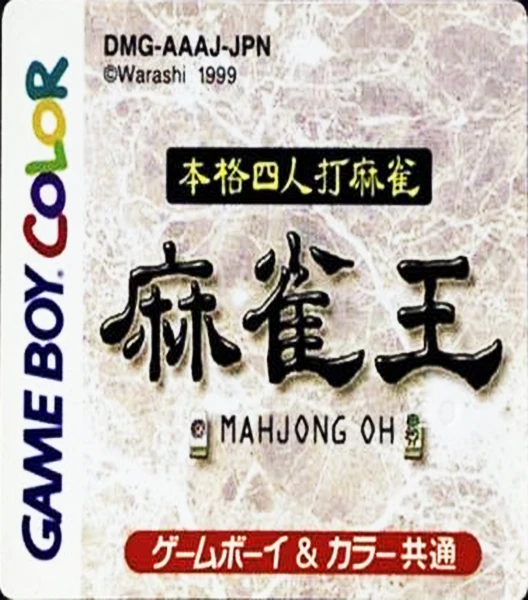 DMG-AAAJ-JPN
©Warashi 1999
GAME BOY COLOR
本格四人打麻雀
麻雀王
MAHJONG OH
ゲームボーイ & カラー共通